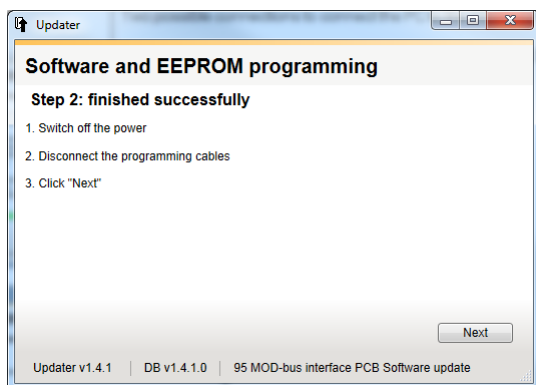 Updater
Software and EEPROM programming
Step 2: finished successfully
1. Switch off the power
2. Disconnect the programming cables
3. Click "Next"
Next
Updater v1.4.1 DB v1.4.1.0 95 MOD-bus interface PCB Software update